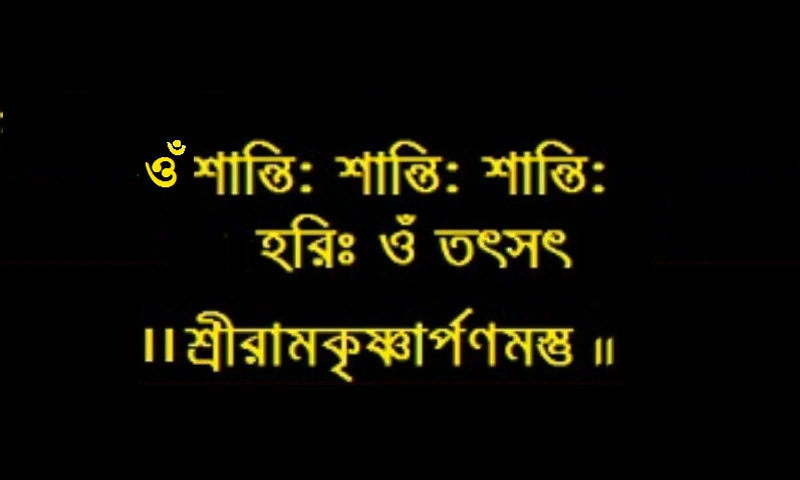 ওঁ শান্তি: শান্তি: শান্তি:
হরিঃ ওঁ তৎসৎ
।। শ্রীরামকৃষ্ণার্পণমস্তু ॥